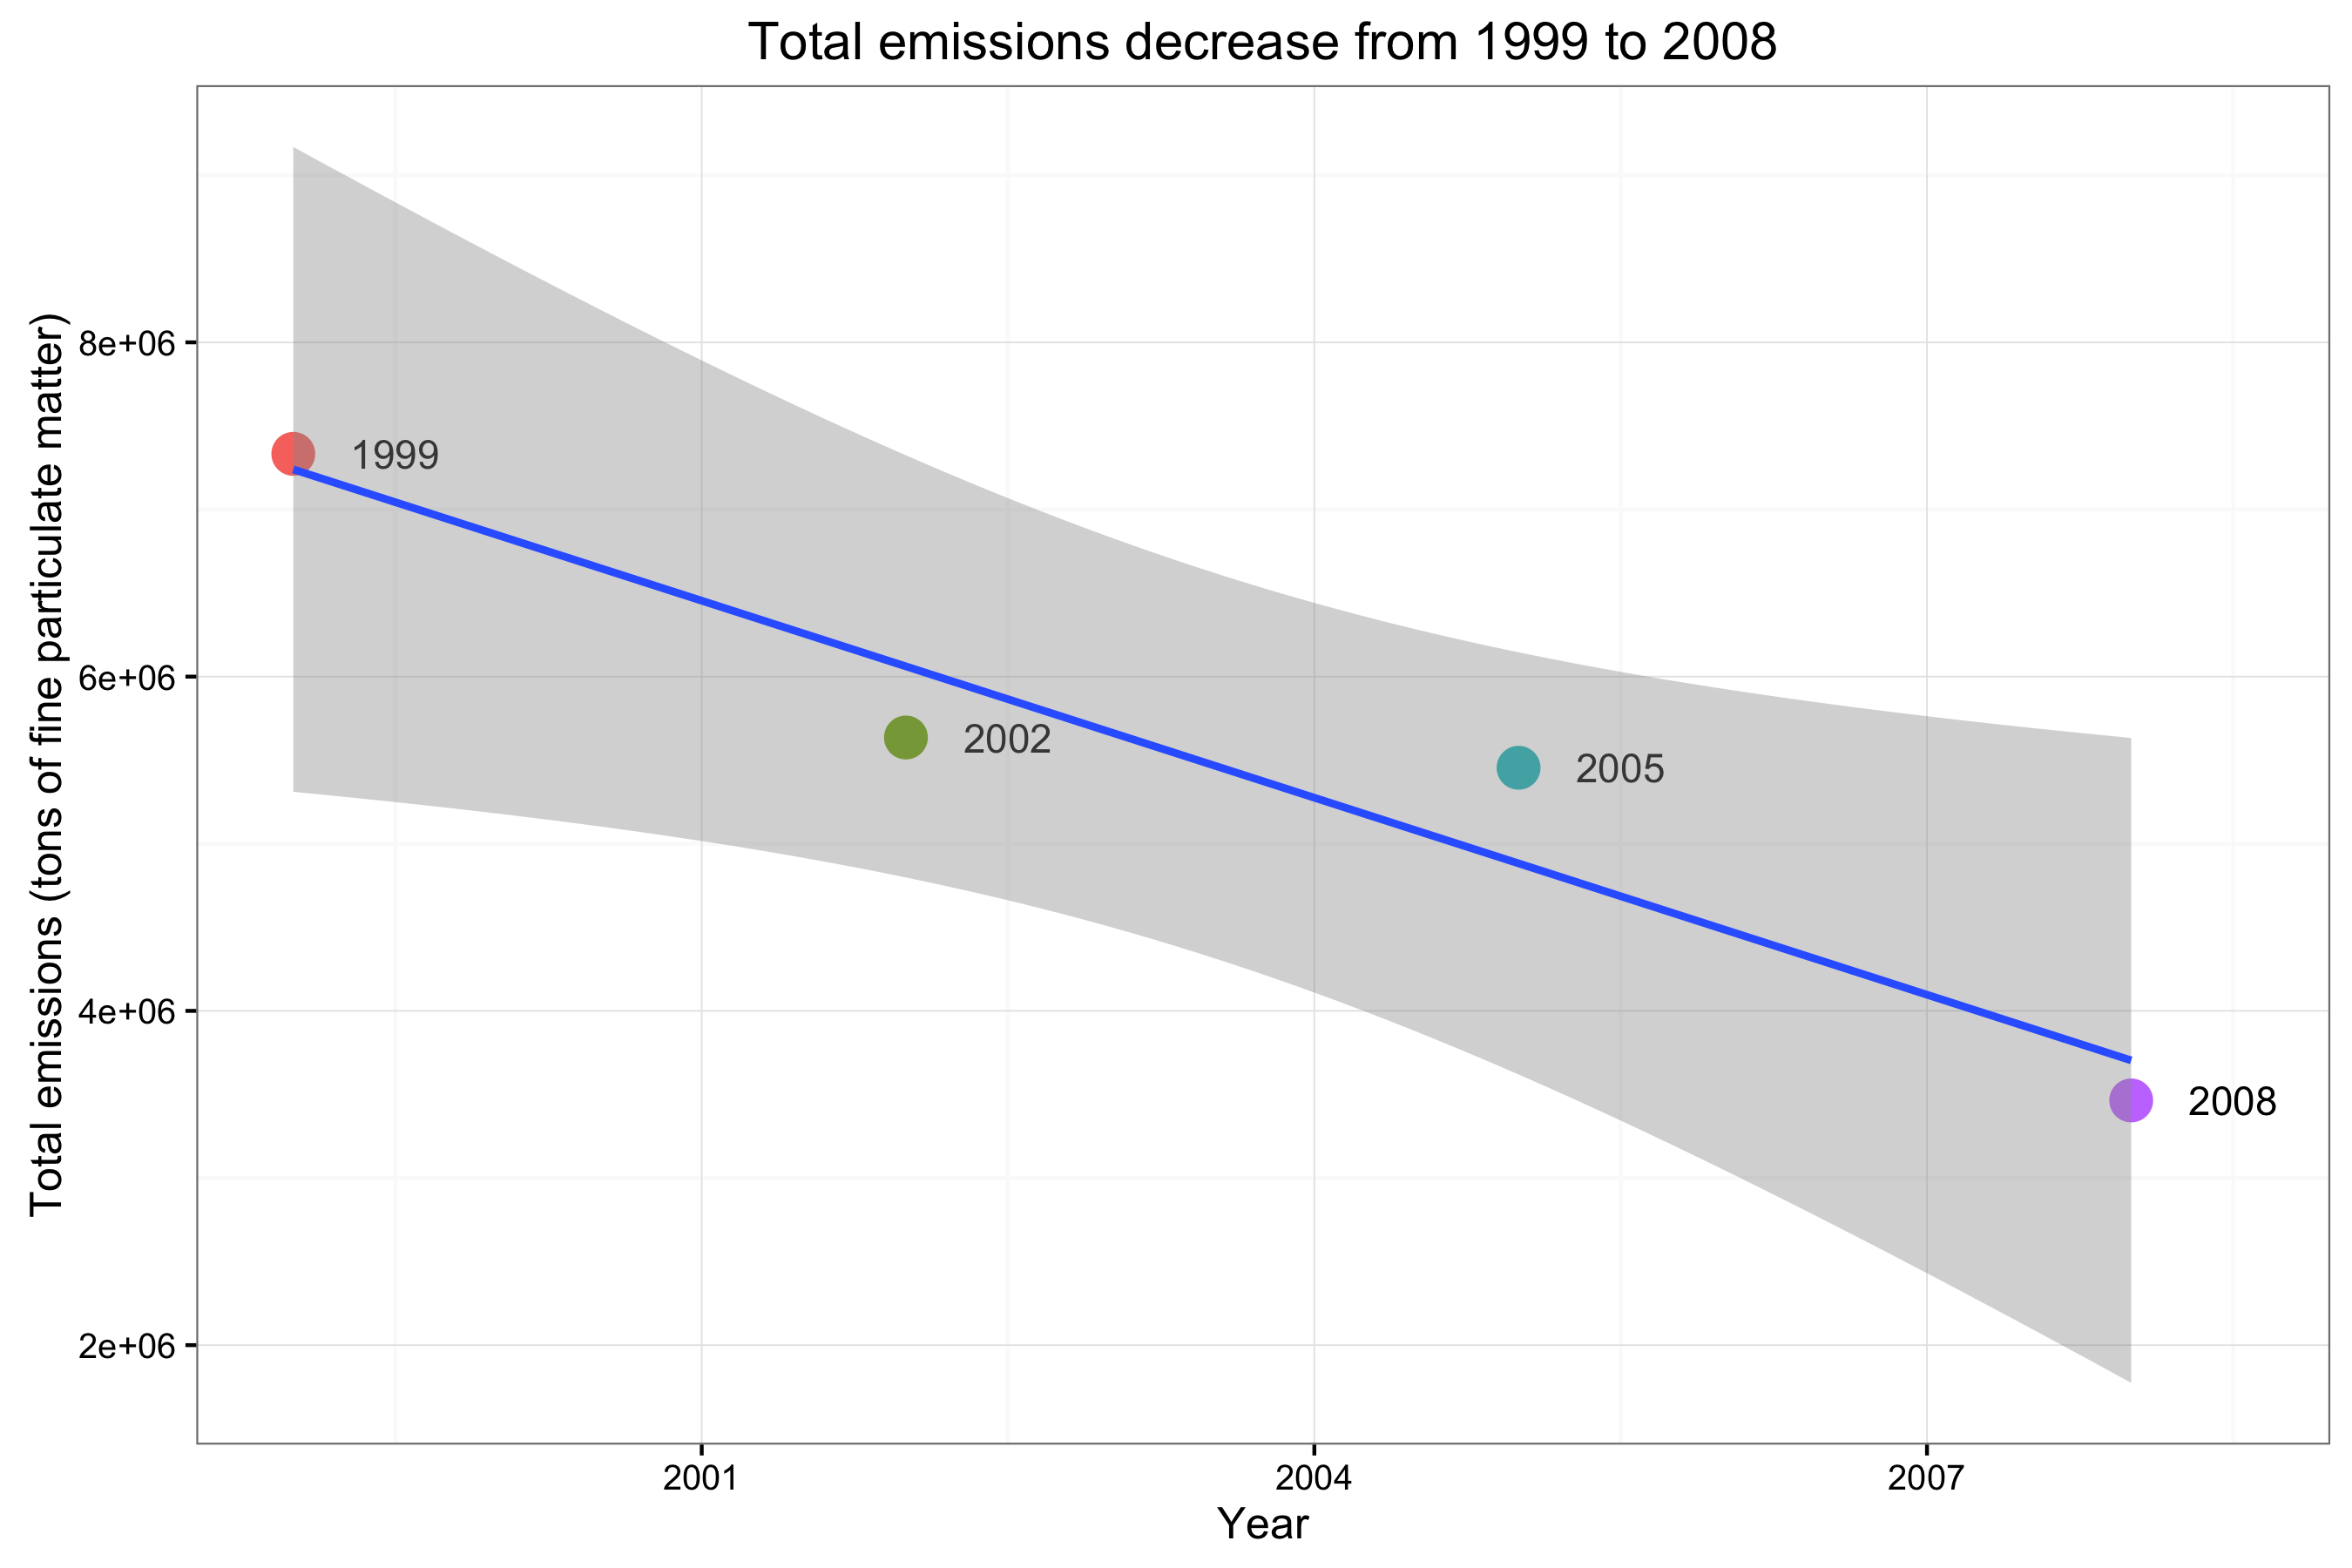 Total emissions decrease from 1999 to 2008
Total emissions (tons of fine particulate matter)
8e+06
6e+06
4e+06
2e+06
1999
2002
2005
2008
2001
2004
2007
Year